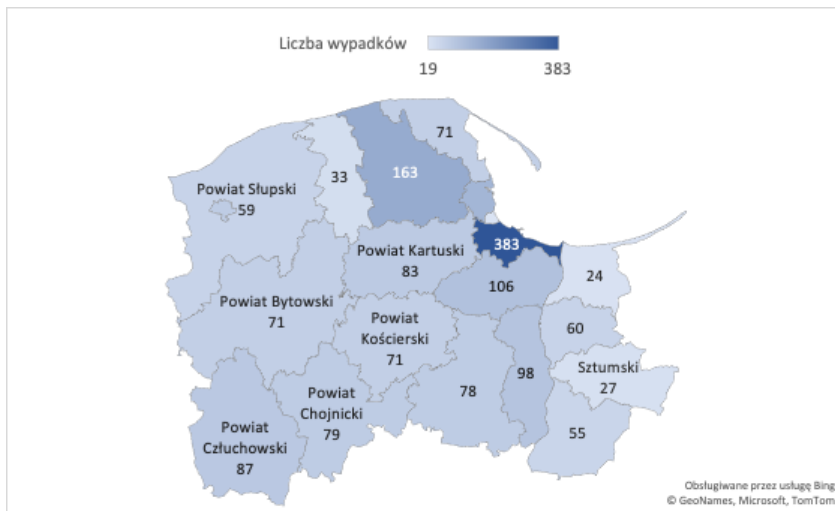 Liczba wypadków
19 383
71
163
33
Powiat Słupski
59
383
Powiat Kartuski
83
24
106
Powiat Bytowski
71
Powiat
Kościerski
71
60
Sztumski
27
98
78
Powiat
Chojnicki
79
55
Powiat
Człuchowski
87
Obsługiwane przez usługę Bing
© GeoNames, Microsoft, TomTom